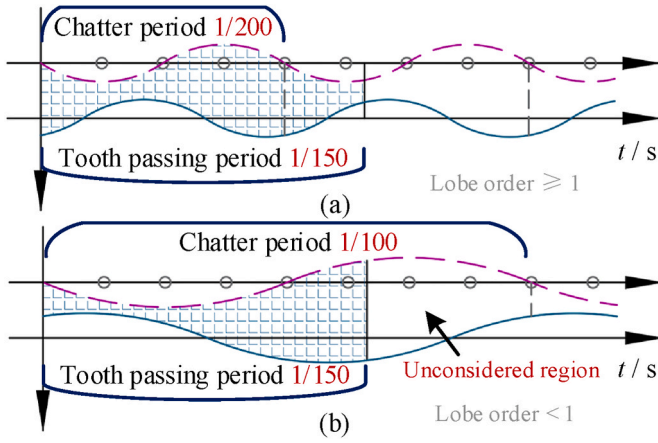 Chatter period 1/200
Tooth passing period 1/150
t / s
Lobe order ≥ 1
(a)
Chatter period 1/100
Tooth passing period 1/150
Unconsidered region
t / s
Lobe order < 1
(b)